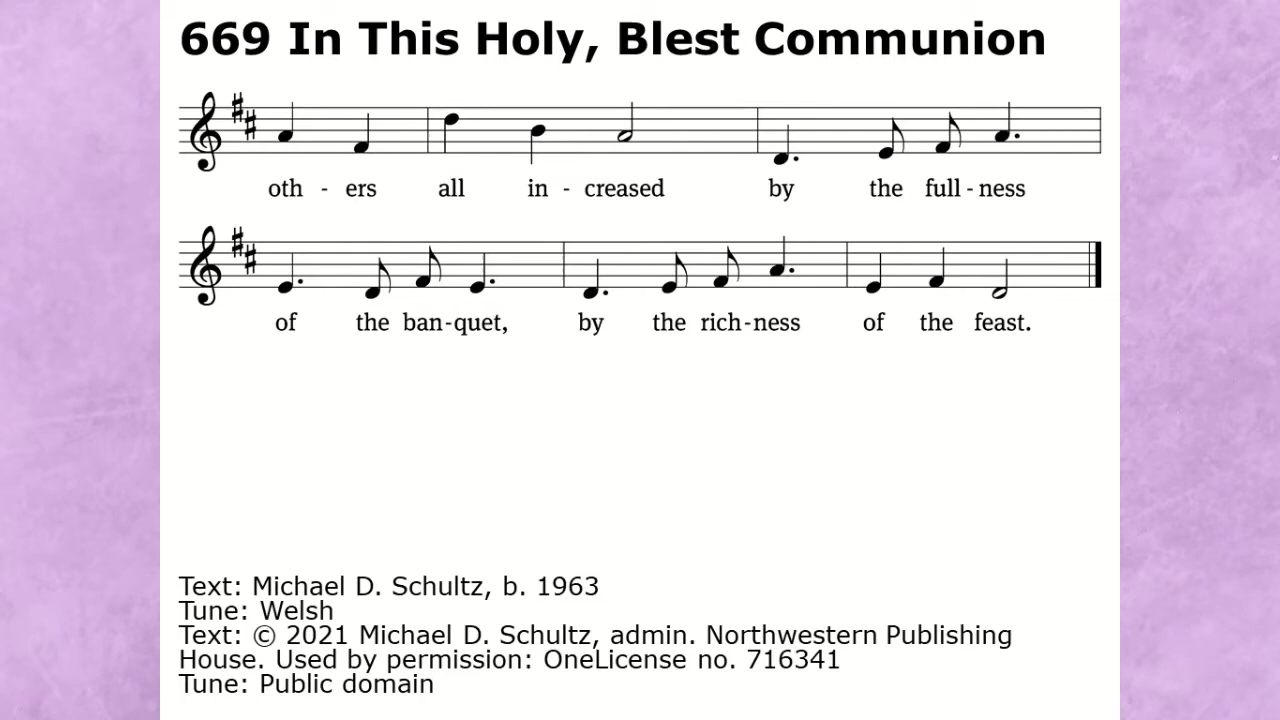 669 In This Holy, Blest Communion
oth - ers all in - creased by the full - ness
of the ban - quet, by the rich - ness of the feast.
Text: Michael D. Schultz, b. 1963
Tune: Welsh
Text: © 2021 Michael D. Schultz, admin. Northwestern Publishing
House. Used by permission: OneLicense no. 716341
Tune: Public domain